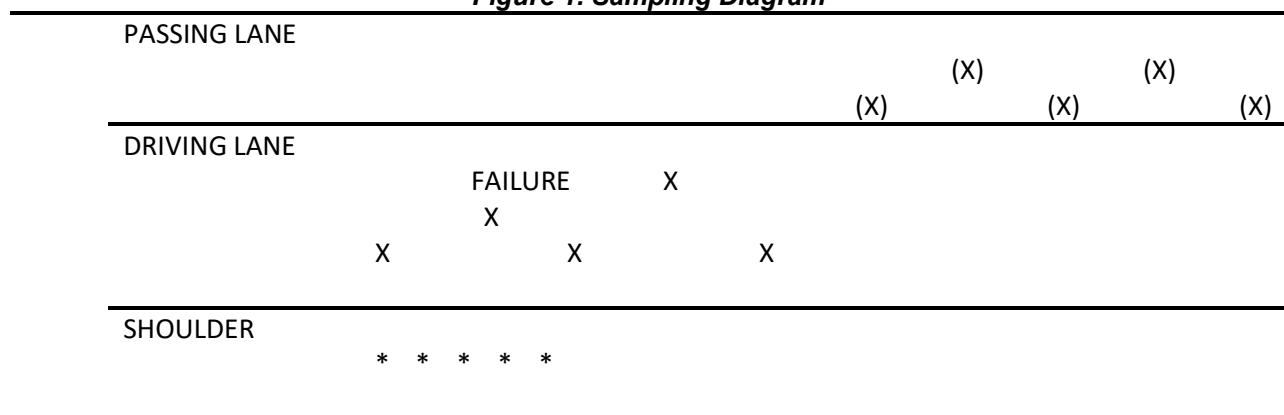 Figure 1. Sampling Diagram
PASSING LANE
(X) (X)
(X) (X) (X)
DRIVING LANE
FAILURE X
X
X X X
SHOULDER
* * * * *